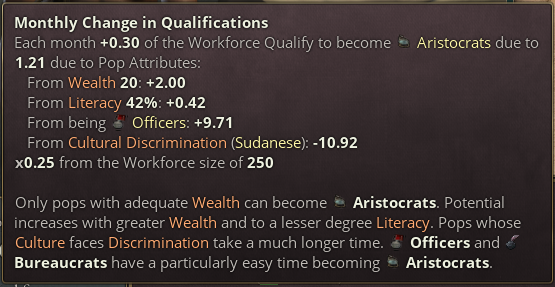 Monthly Change in Qualifications
Each month +0.30 of the Workforce Qualify to become Aristocrats due to
1.21 due to Pop Attributes:
From Wealth 20: +2.00
From Literacy 42%: +0.42
From being Officers: +9.71
From Cultural Discrimination (Sudanese): -10.92
x0.25 from the Workforce size of 250
Only pops with adequate Wealth can become Aristocrats. Potential
increases with greater Wealth and to a lesser degree Literacy. Pops whose
Culture faces Discrimination take a much longer time. Officers and
Bureaucrats have a particularly easy time becoming Aristocrats.